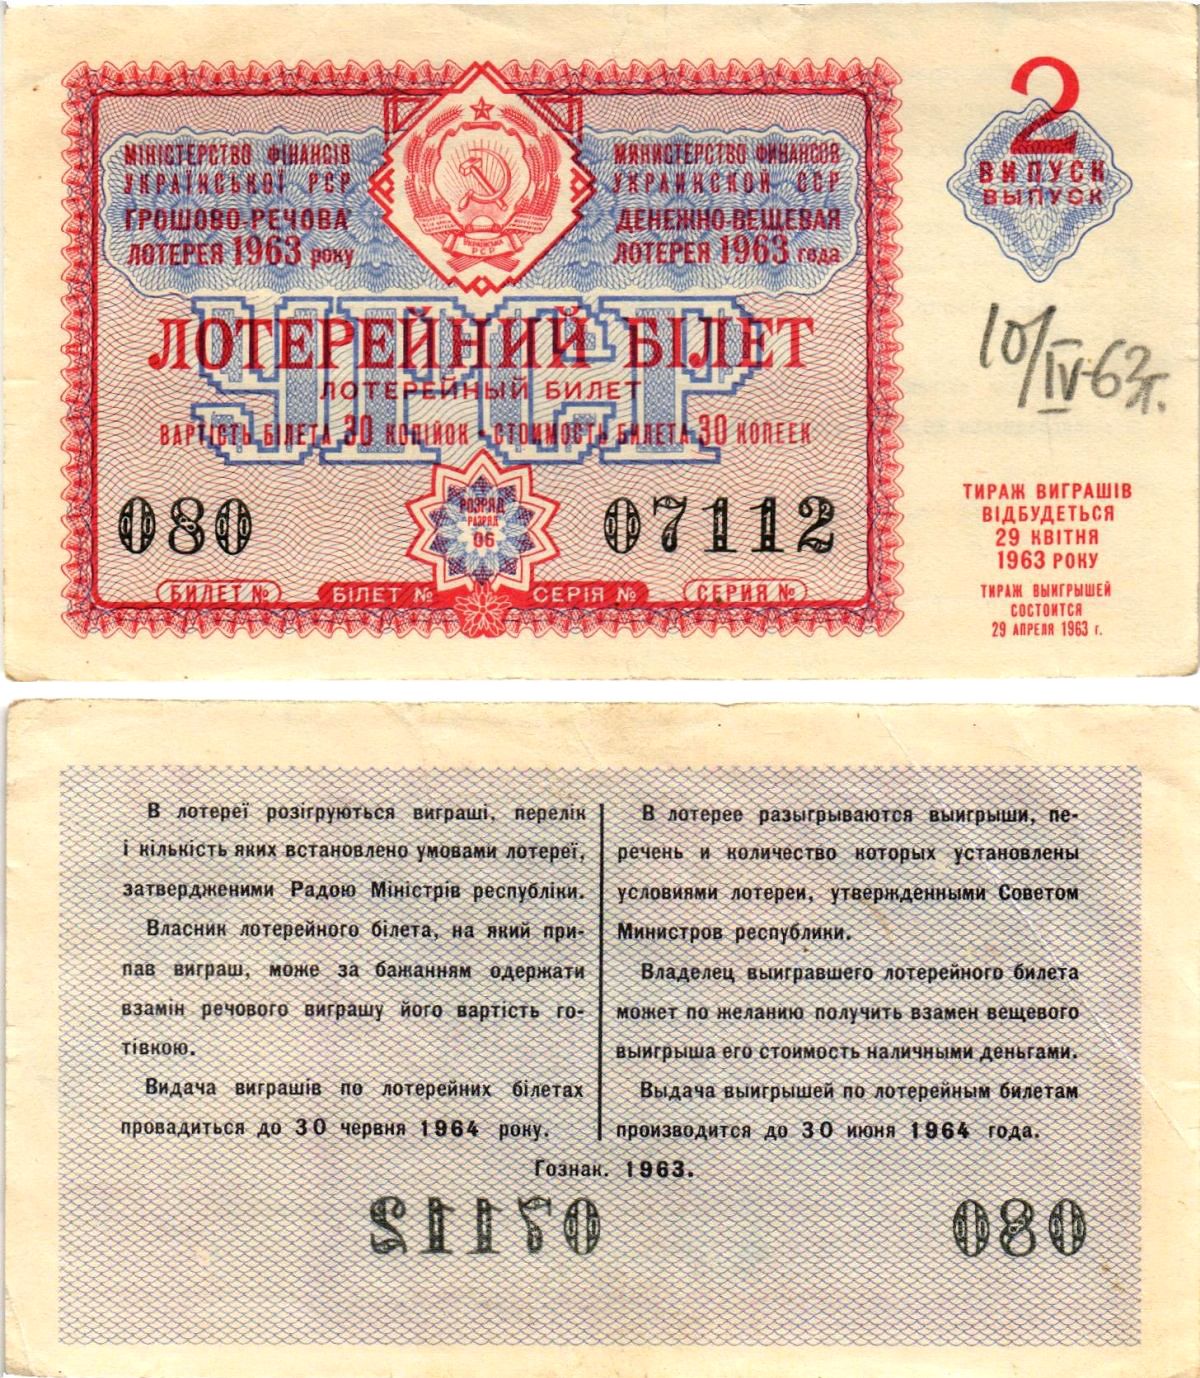 МІНІСТЕРСТВО ФІНАНСІВ
УКРАЇНСЬКОЇ РСР
ГРОШОВО-РЕЧОВА
ЛОТЕРЕЯ 1963 року
УКРАЇНСЬКА
РСР
МИНИСТЕРСТВО ФИНАНСОВ
УКРАИНСКОЙ ССР
ДЕНЕЖНО-ВЕЩЕВАЯ
ЛОТЕРЕЯ 1963 года
УРСР
ЛОТЕРЕЙНИЙ БІЛЕТ
ЛОТЕРЕЙНЫЙ БИЛЕТ
ВАРТІСТЬ БІЛЕТА 30 КОПІЙОК · СТОИМОСТЬ БИЛЕТА 30 КОПЕЕК
080
РОЗРЯД
РАЗРЯД
06
07112
БИЛЕТ № БІЛЕТ № СЕРІЯ № СЕРИЯ №
2
ВИПУСК
ВЫПУСК
10/IV-63г.
ТИРАЖ ВИГРАШІВ
ВІДБУДЕТЬСЯ
29 КВІТНЯ
1963 РОКУ
ТИРАЖ ВЫИГРЫШЕЙ
СОСТОИТСЯ
29 АПРЕЛЯ 1963 г.
В лотереї розігруються виграші, перелік
і кількість яких встановлено умовами лотереї,
затвердженими Радою Міністрів республіки.
Власник лотерейного білета, на який при-
пав виграш, може за бажанням одержати
взамін речового виграшу його вартість го-
тівкою.
Видача виграшів по лотерейних білетах
провадиться до 30 червня 1964 року.
В лотерее разыгрываются выигрыши, пе-
речень и количество которых установлены
условиями лотереи, утвержденными Советом
Министров республики.
Владелец выигравшего лотерейного билета
может по желанию получить взамен вещевого
выигрыша его стоимость наличными деньгами.
Выдача выигрышей по лотерейным билетам
производится до 30 июня 1964 года.
Гознак. 1963.
07112
080